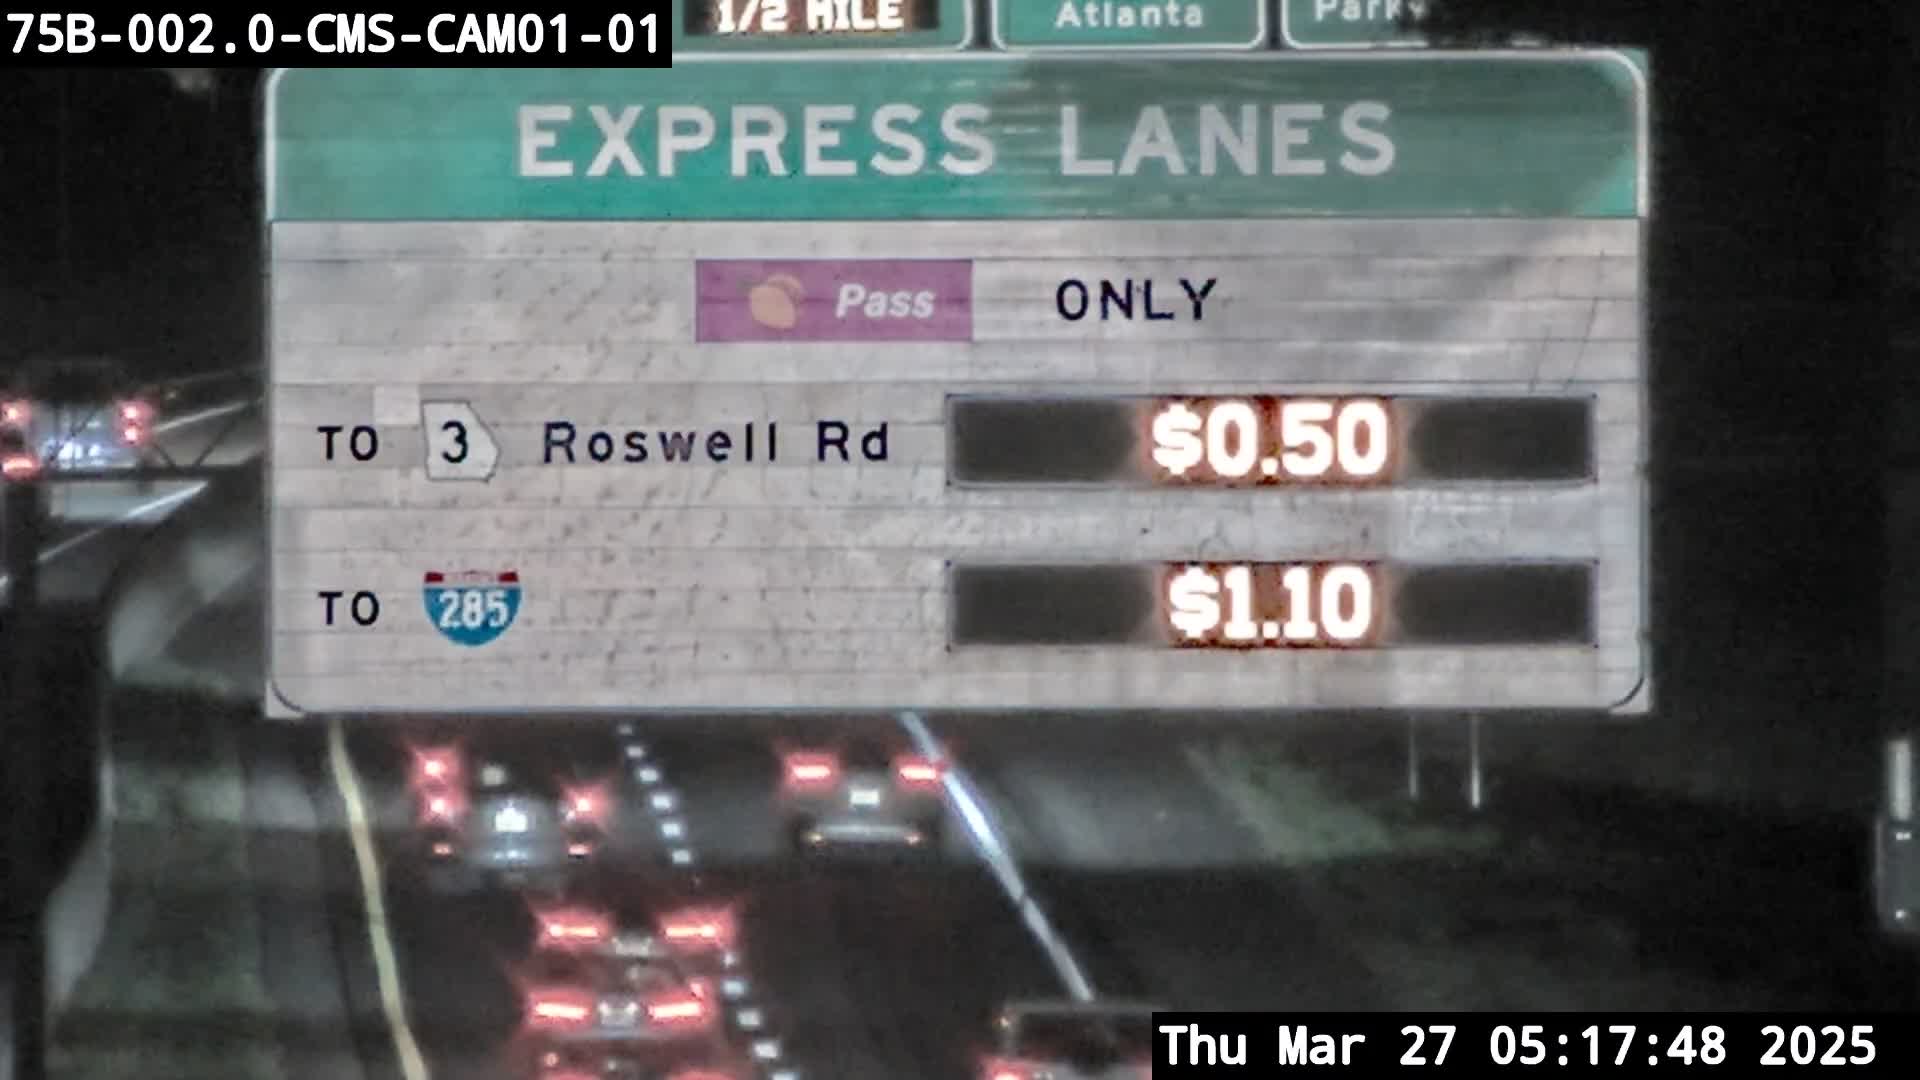 75B-002.0-CMS-CAM01-01
1/2 MILE
Atlanta
EXPRESS LANES
Pass ONLY
TO 3 Roswell Rd $0.50
TO 285 $1.10
Thu Mar 27 05:17:48 2025